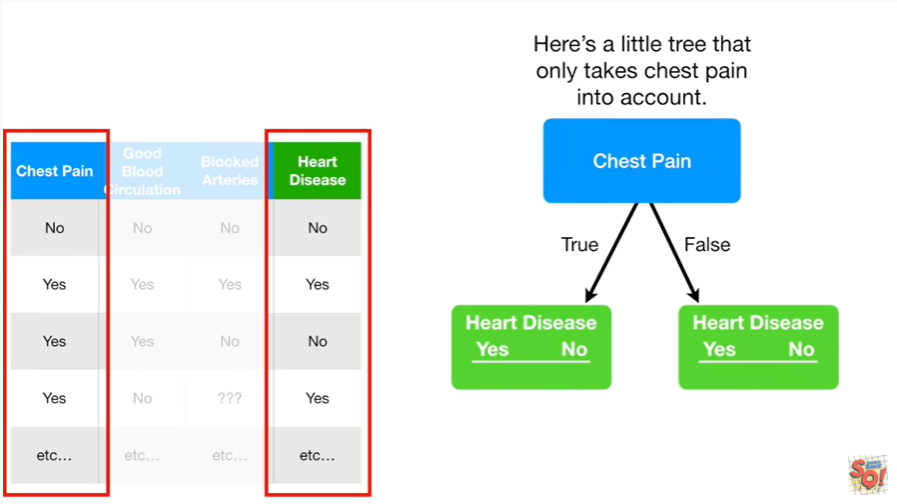 Here's a little tree that
only takes chest pain
into account.
Chest Pain
Good
Blood
Circulation
Blocked
Arteries
Heart
Disease
No No No No
Yes Yes Yes Yes
Yes Yes No No
Yes No ??? Yes
etc... etc... etc... etc...
Chest Pain
True False
Heart Disease
Yes No
Heart Disease
Yes No
SO!